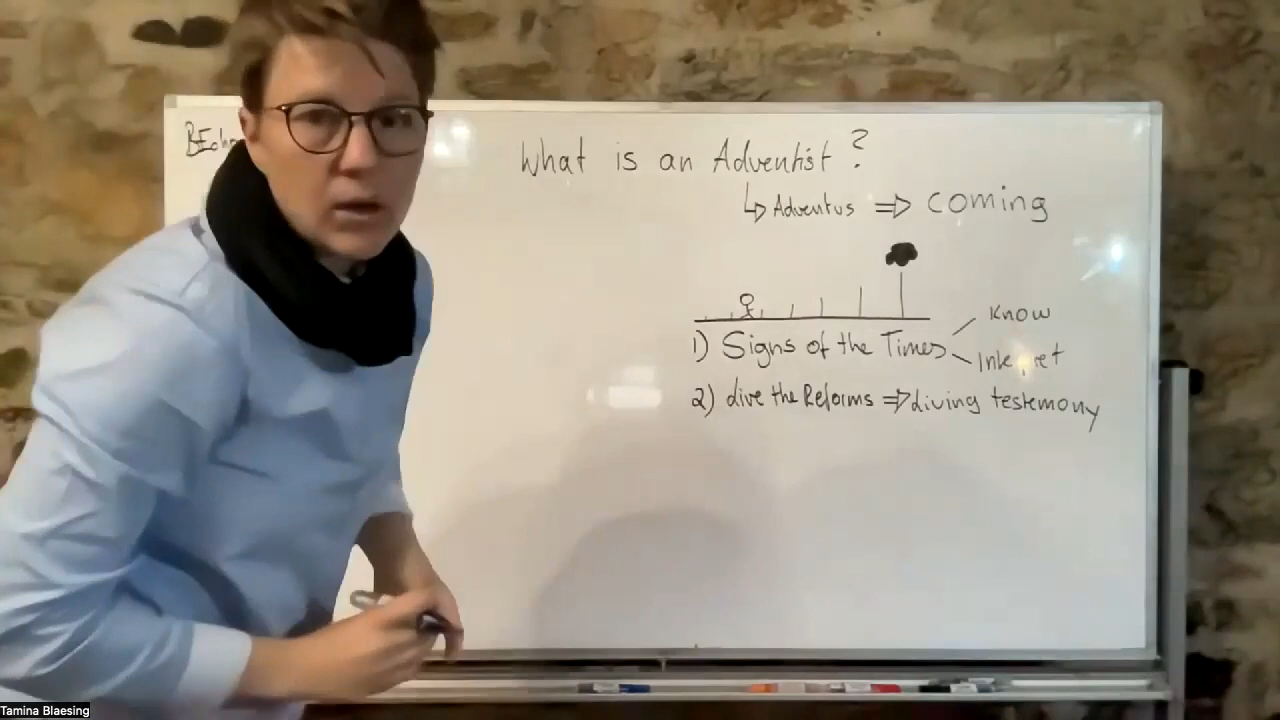 What is an Adventist?
↳ Adventus ⇒ coming
Know
1) Signs of the Times
2) live the Reforms ⇒ Living testemony
Tamina Blaesing